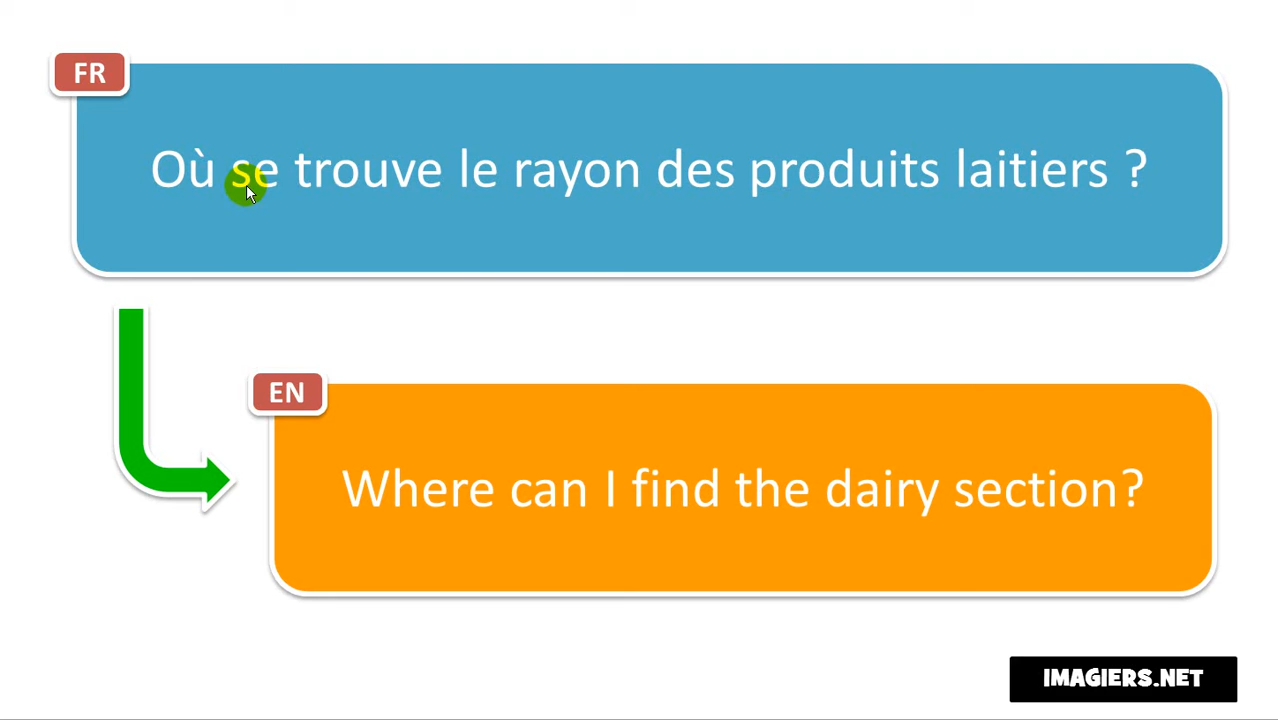 FR
Où se trouve le rayon des produits laitiers ?
EN
Where can I find the dairy section?
IMAGIERS.NET